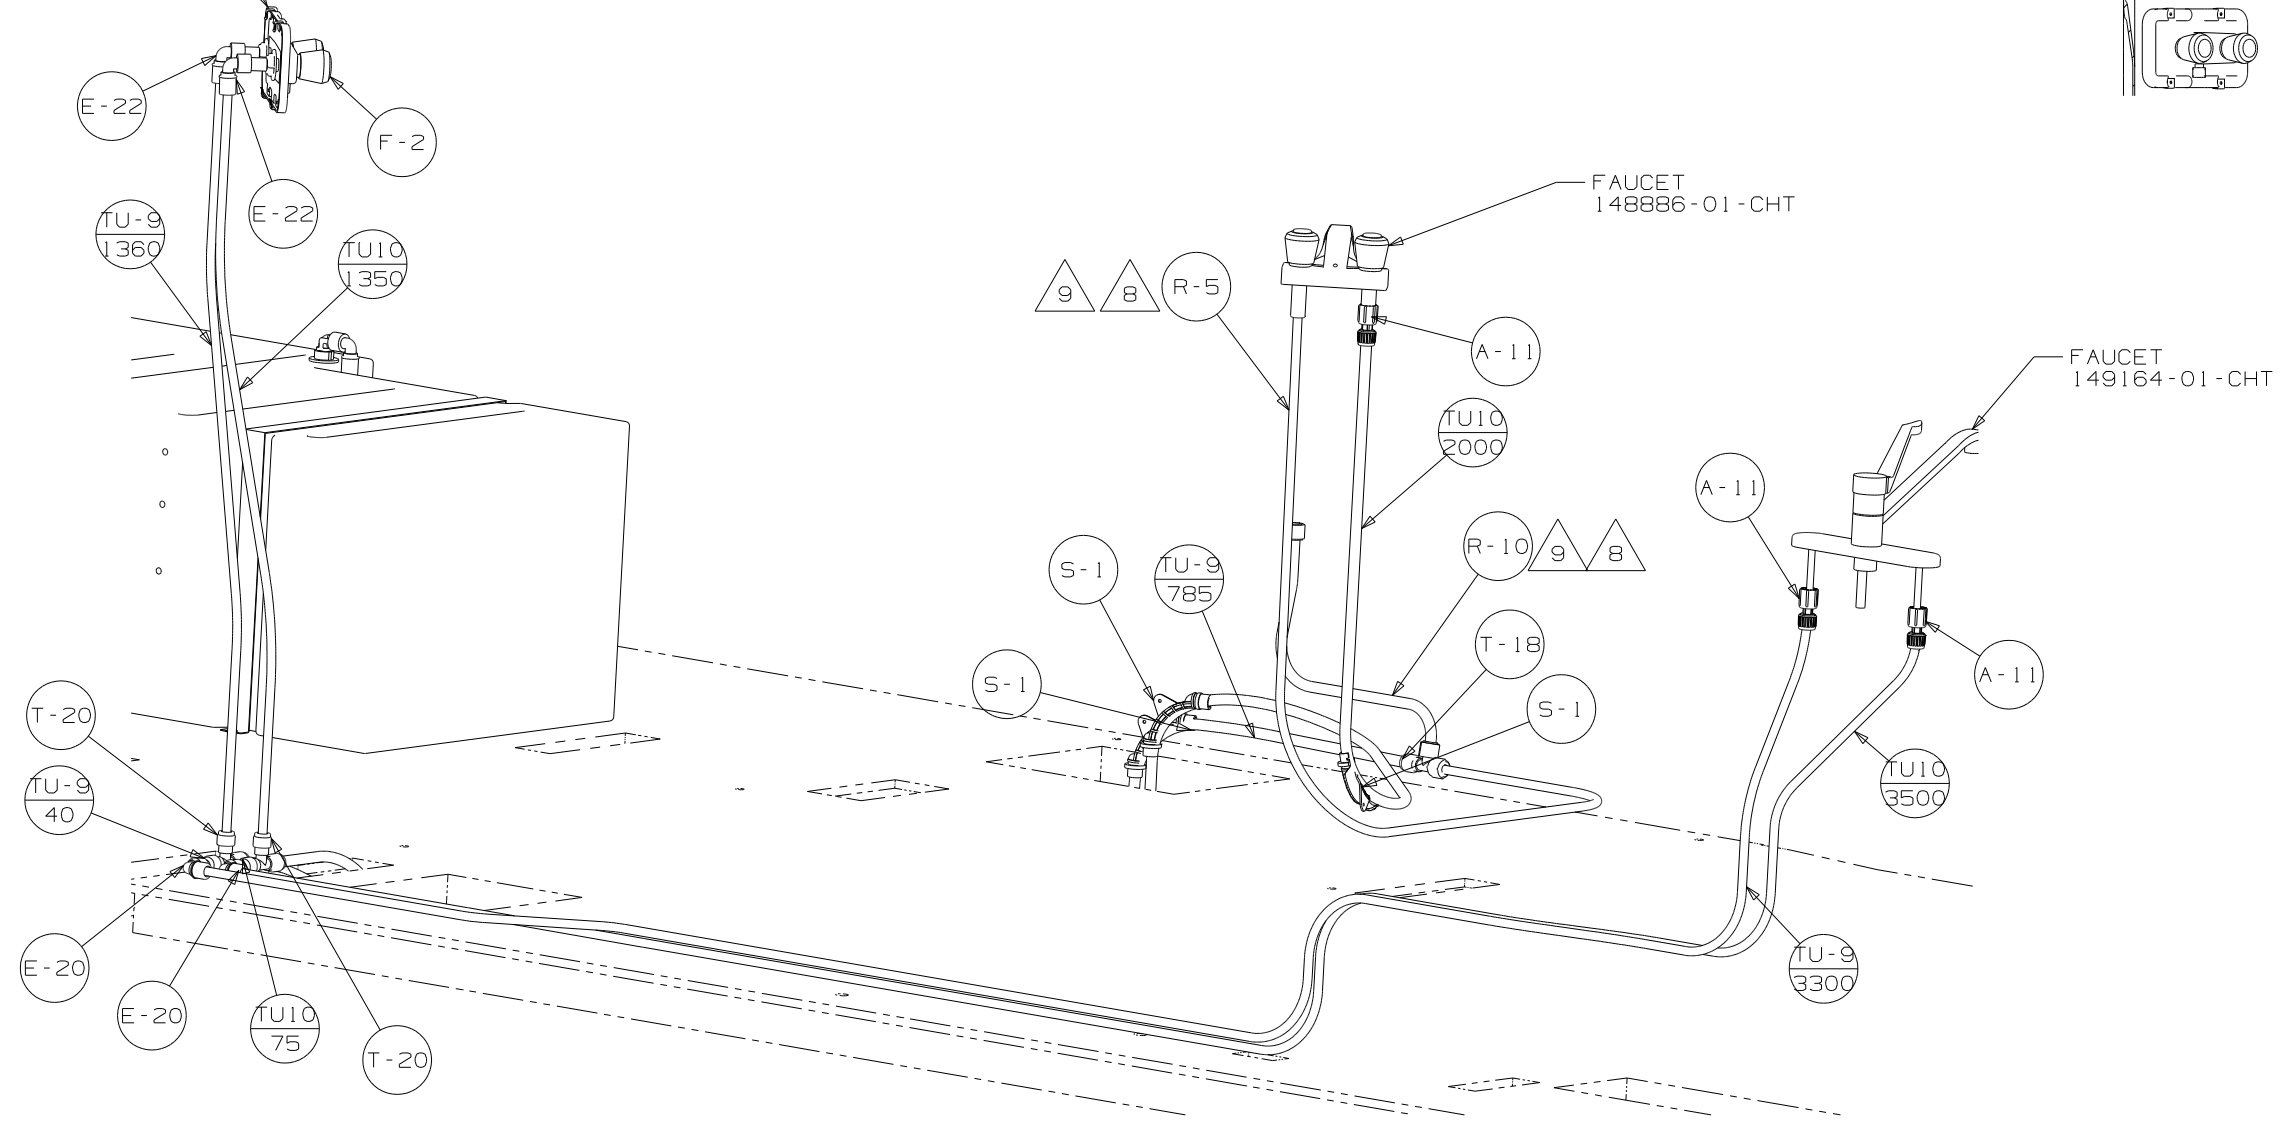 E-22
F-2
E-22
TU-9
1360
TU10
1350
FAUCET
148886-01-CHT
9
8
R-5
A-11
FAUCET
149164-01-CHT
TU10
2000
A-11
R-10
9
8
S-1
TU-9
785
T-18
S-1
S-1
A-11
T-20
TU-9
40
TU10
3500
E-20
E-20
TU10
75
T-20
TU-9
3300